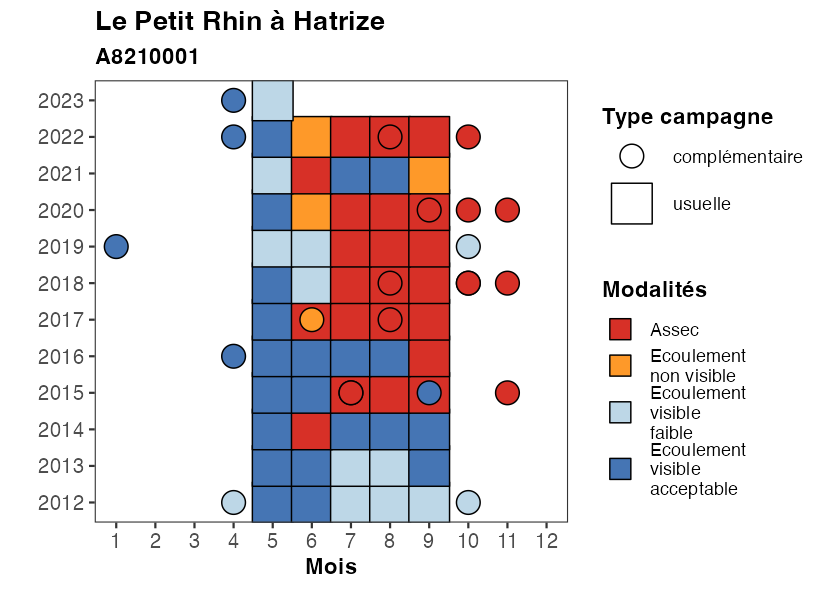 Le Petit Rhin à Hatrize
A8210001
2023
2022
2021
2020
2019
2018
2017
2016
2015
2014
2013
2012
1 2 3 4 5 6 7 8 9 10 11 12
Mois
Type campagne
complémentaire
usuelle
Modalités
Assec
Ecoulement
non visible
Ecoulement
visible
faible
Ecoulement
visible
acceptable